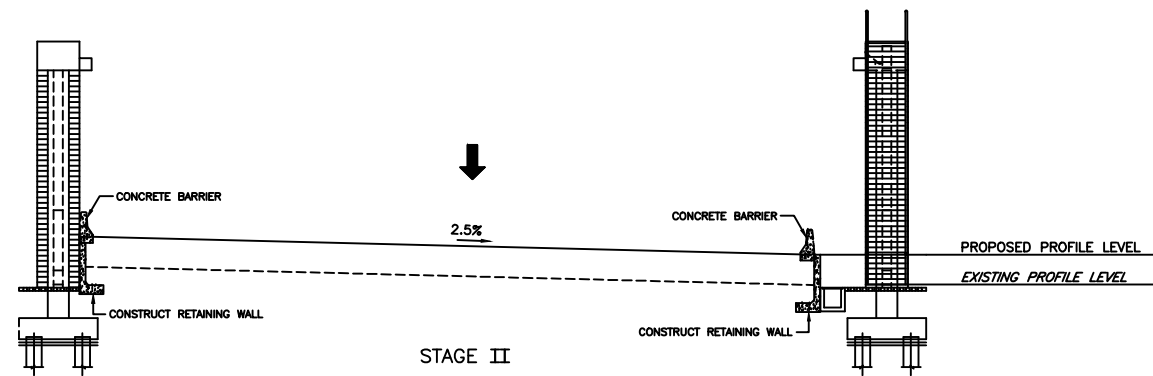 CONCRETE BARRIER
2.5%
CONCRETE BARRIER
PROPOSED PROFILE LEVEL
EXISTING PROFILE LEVEL
CONSTRUCT RETAINING WALL
CONSTRUCT RETAINING WALL
STAGE II